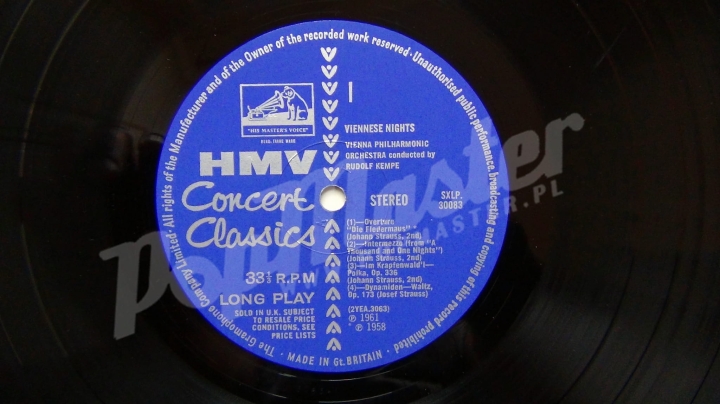 The Gramophone Company Limited · All rights of the Manufacturer and of the Owner of the recorded work reserved · Unauthorised public performance, broadcasting and copying of this record prohibited ·
"HIS MASTER'S VOICE"
REGD. TRADE MARK
HMV
Concert
Classics
33⅓ R.P.M
LONG PLAY
SOLD IN U.K. SUBJECT
TO RESALE PRICE
CONDITIONS, SEE
PRICE LISTS
1
VIENNESE NIGHTS
VIENNA PHILHARMONIC
ORCHESTRA conducted by
RUDOLF KEMPE
STEREO
SXLP.
30083
(1)—Overture
"Die Fledermaus" •
(Johann Strauss, 2nd)
(2)—Intermezzo (from "A
Thousand and One Nights")
(Johann Strauss, 2nd)
(3)—Im Krapfenwald'l—
Polka, Op. 336
(Johann Strauss, 2nd)
(4)—Dynamiden—Waltz,
Op. 173 (Josef Strauss)
(2YEA.3063)
℗ 1961
℗ 1958
· MADE IN Gt. BRITAIN ·
PolyMaster
POLYMASTER.PL